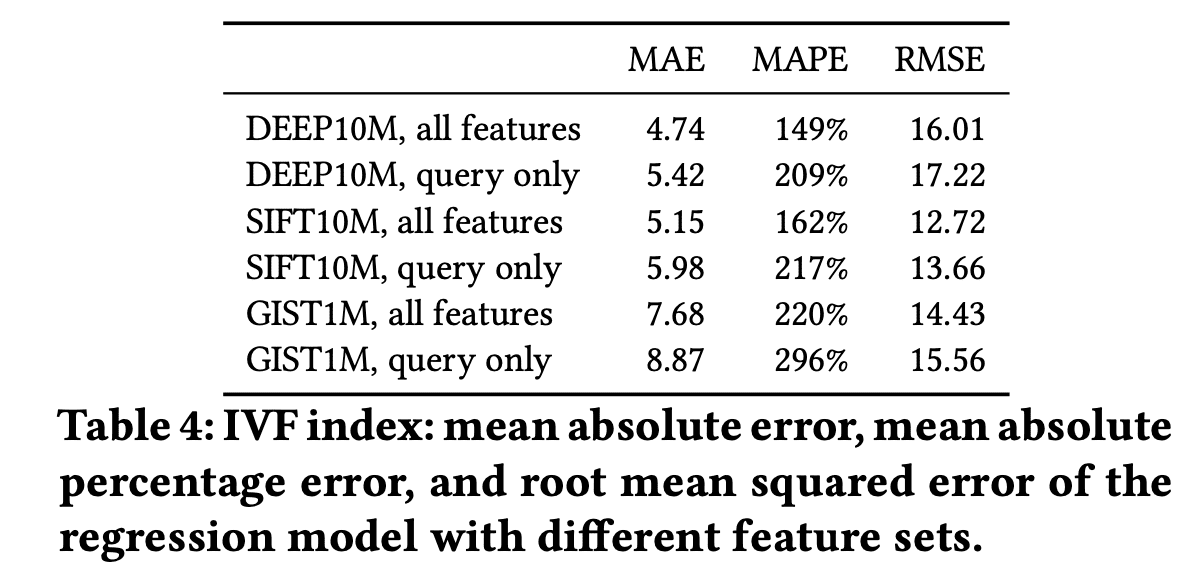 MAE MAPE RMSE
DEEP10M, all features 4.74 149% 16.01
DEEP10M, query only 5.42 209% 17.22
SIFT10M, all features 5.15 162% 12.72
SIFT10M, query only 5.98 217% 13.66
GIST1M, all features 7.68 220% 14.43
GIST1M, query only 8.87 296% 15.56
Table 4: IVF index: mean absolute error, mean absolute
percentage error, and root mean squared error of the
regression model with different feature sets.